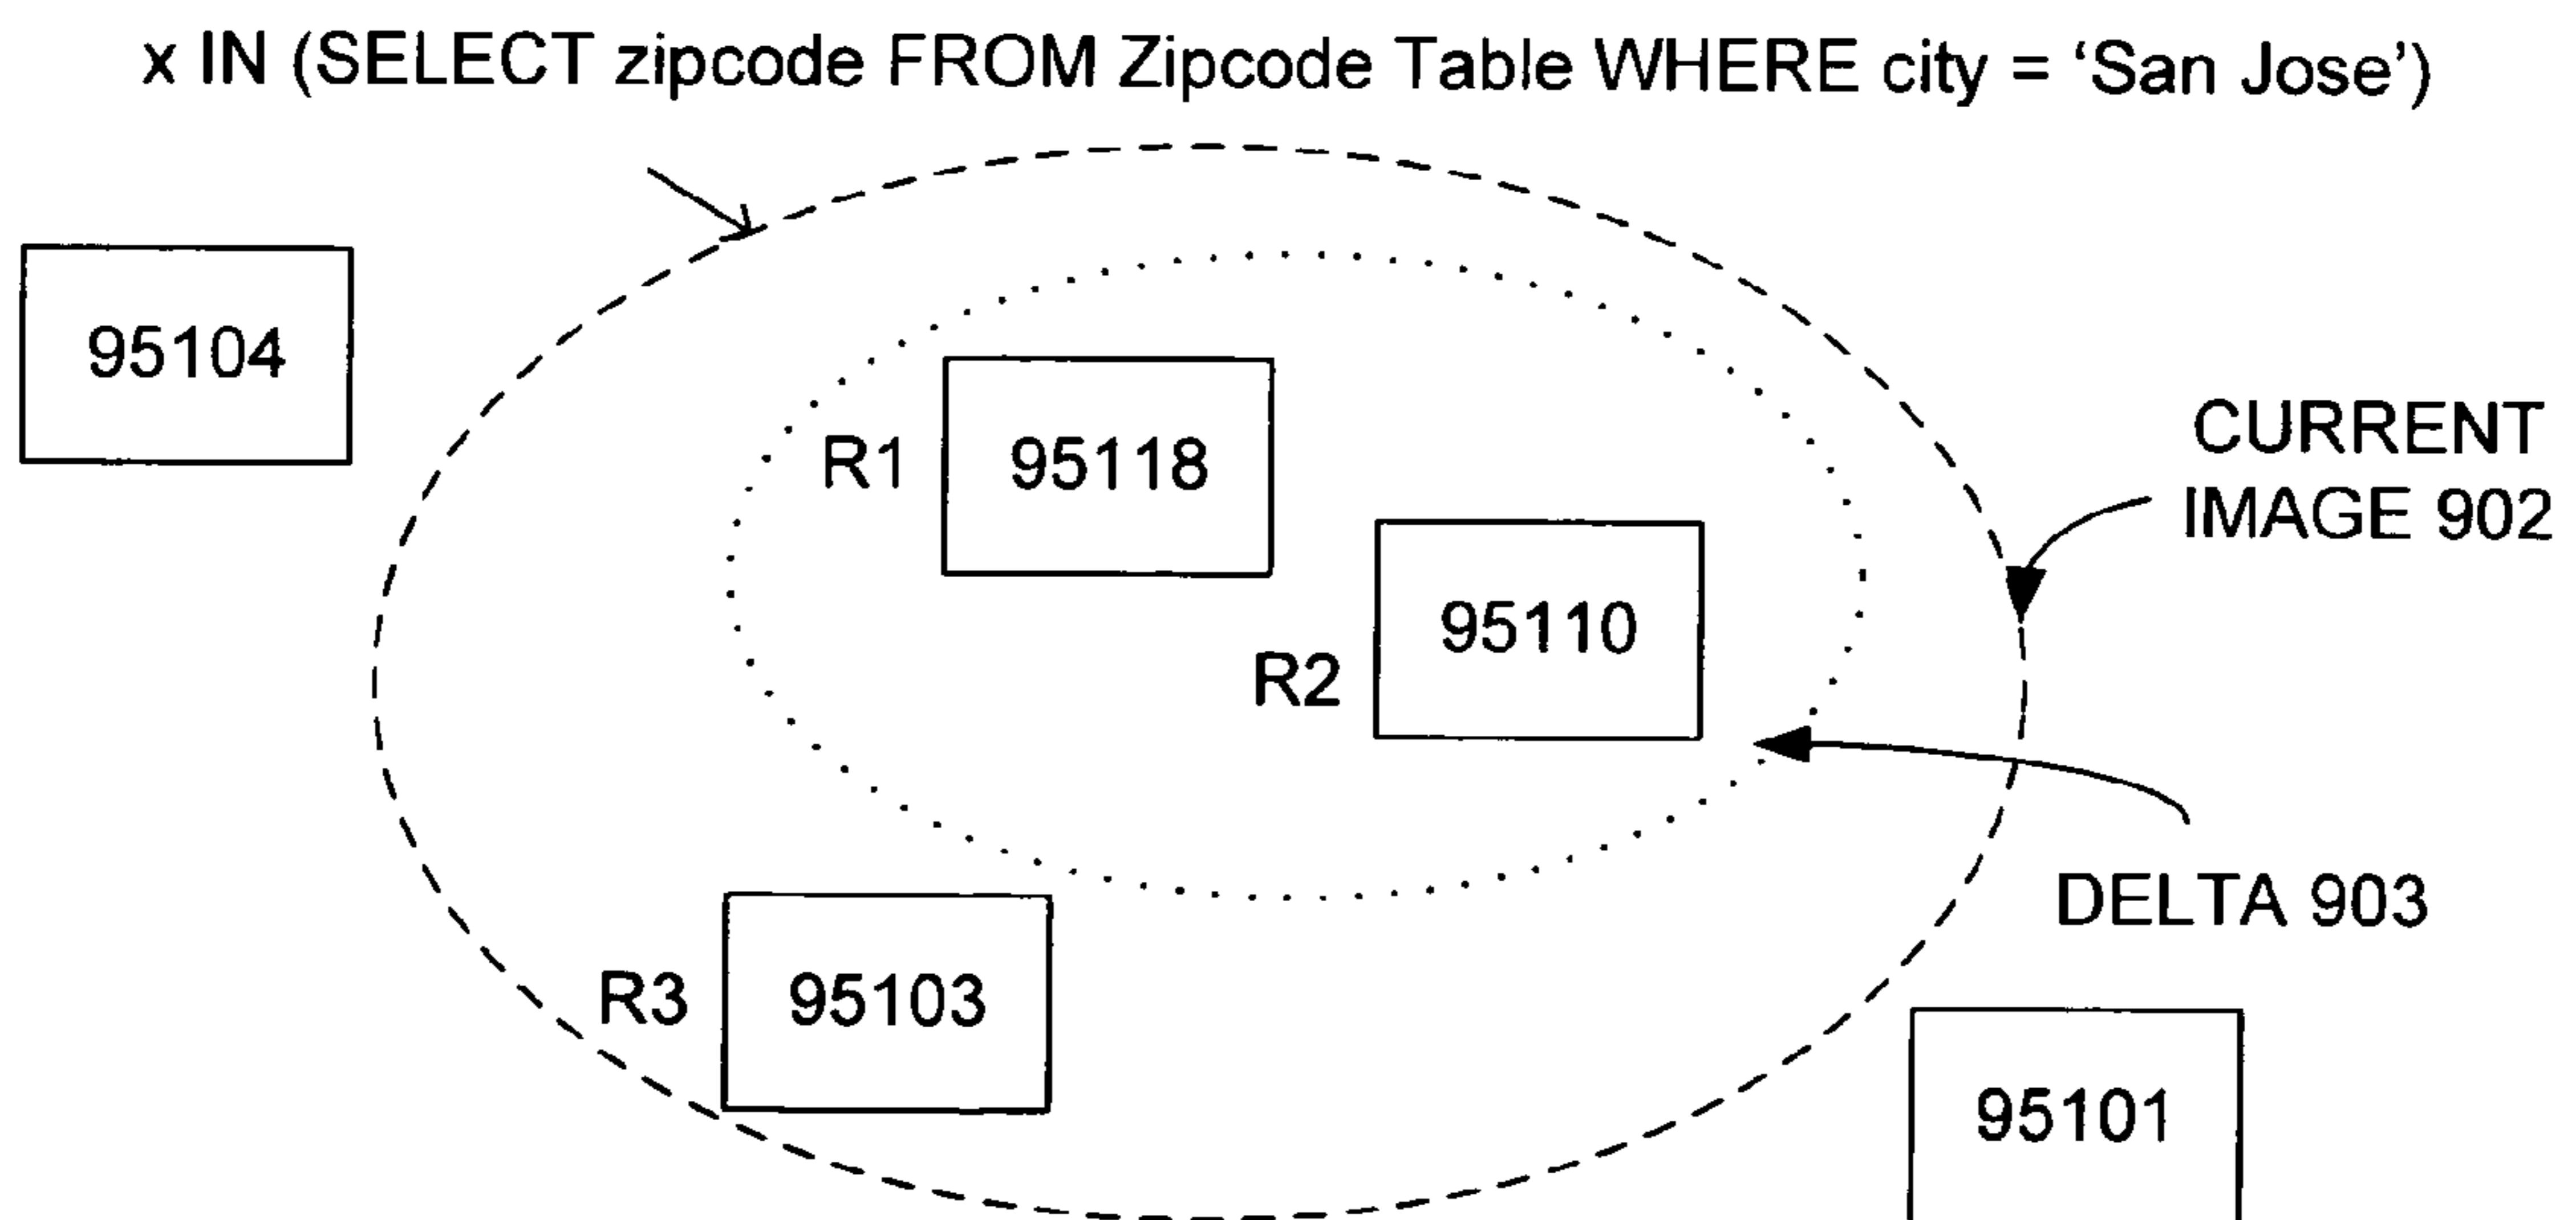 x IN (SELECT zipcode FROM Zipcode Table WHERE city = ‘San Jose’)
95104
R1
95118
CURRENT
IMAGE 902
R2
95110
DELTA 903
R3
95103
95101